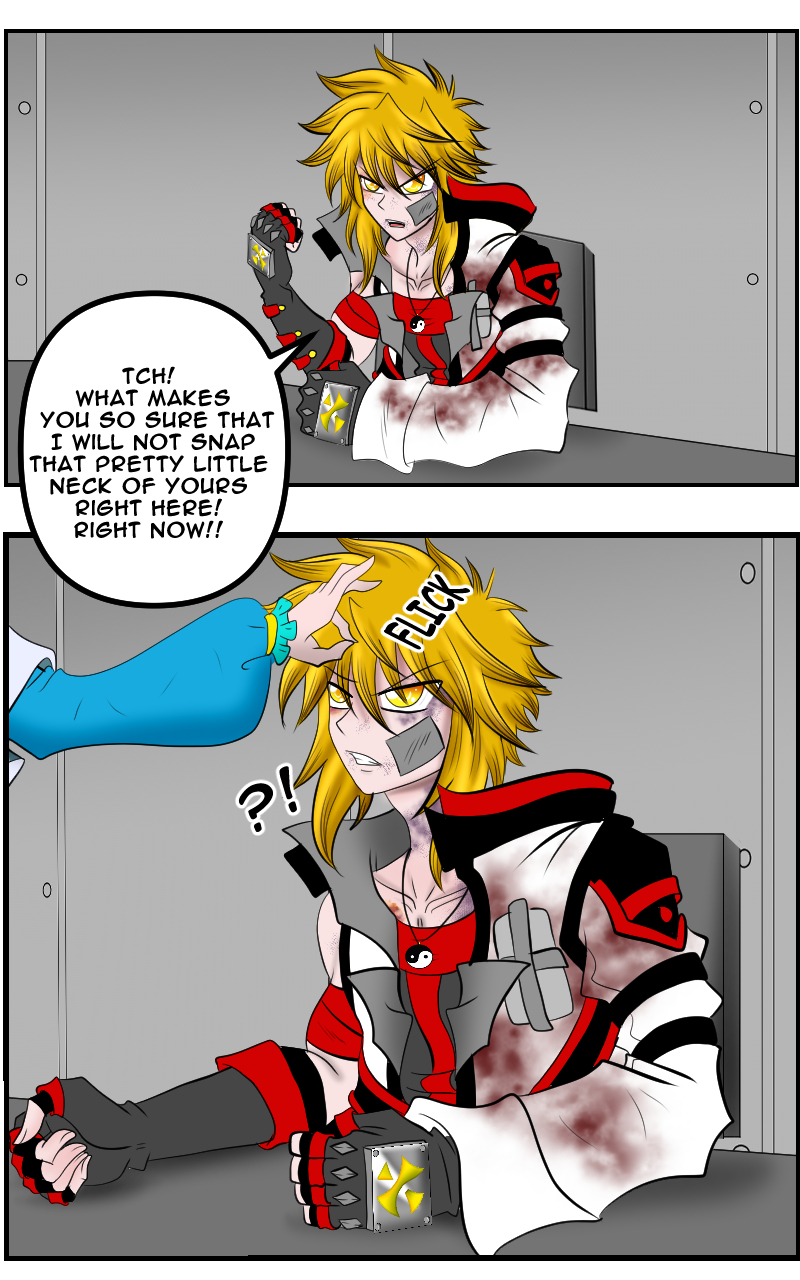 TCH!
WHAT MAKES
YOU SO SURE THAT
I WILL NOT SNAP
THAT PRETTY LITTLE
NECK OF YOURS
RIGHT HERE!
RIGHT NOW!!
FLICK
?!